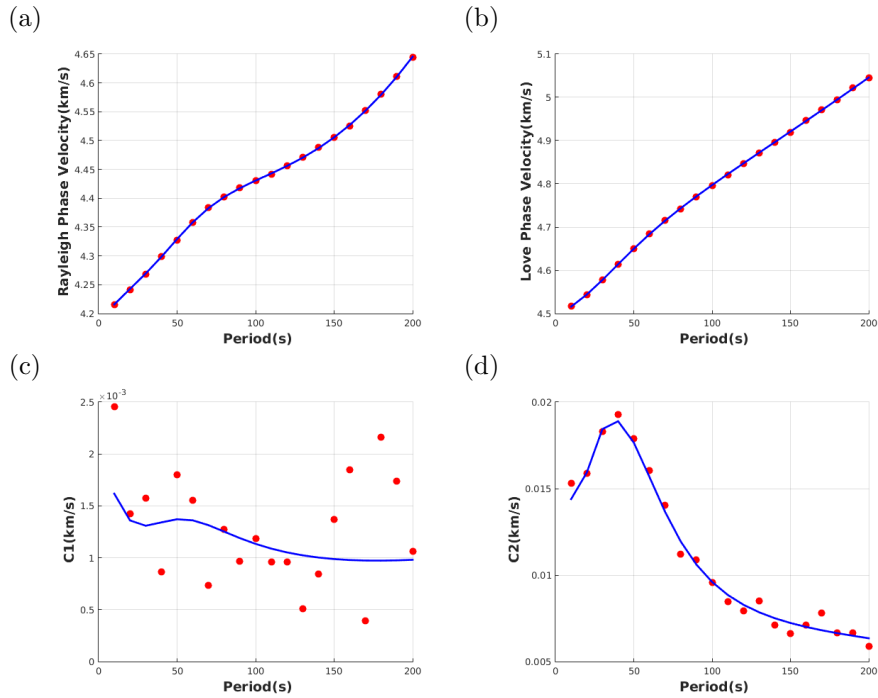 (a)
4.65
4.6
4.55
4.5
4.45
4.4
4.35
4.3
4.25
4.2
Rayleigh Phase Velocity(km/s)
0 50 100 150 200
Period(s)
(b)
5.1
5
4.9
4.8
4.7
4.6
4.5
Love Phase Velocity(km/s)
0 50 100 150 200
Period(s)
(c)
×10⁻³
2.5
2
1.5
1
0.5
0
C1(km/s)
0 50 100 150 200
Period(s)
(d)
0.02
0.015
0.01
0.005
C2(km/s)
0 50 100 150 200
Period(s)